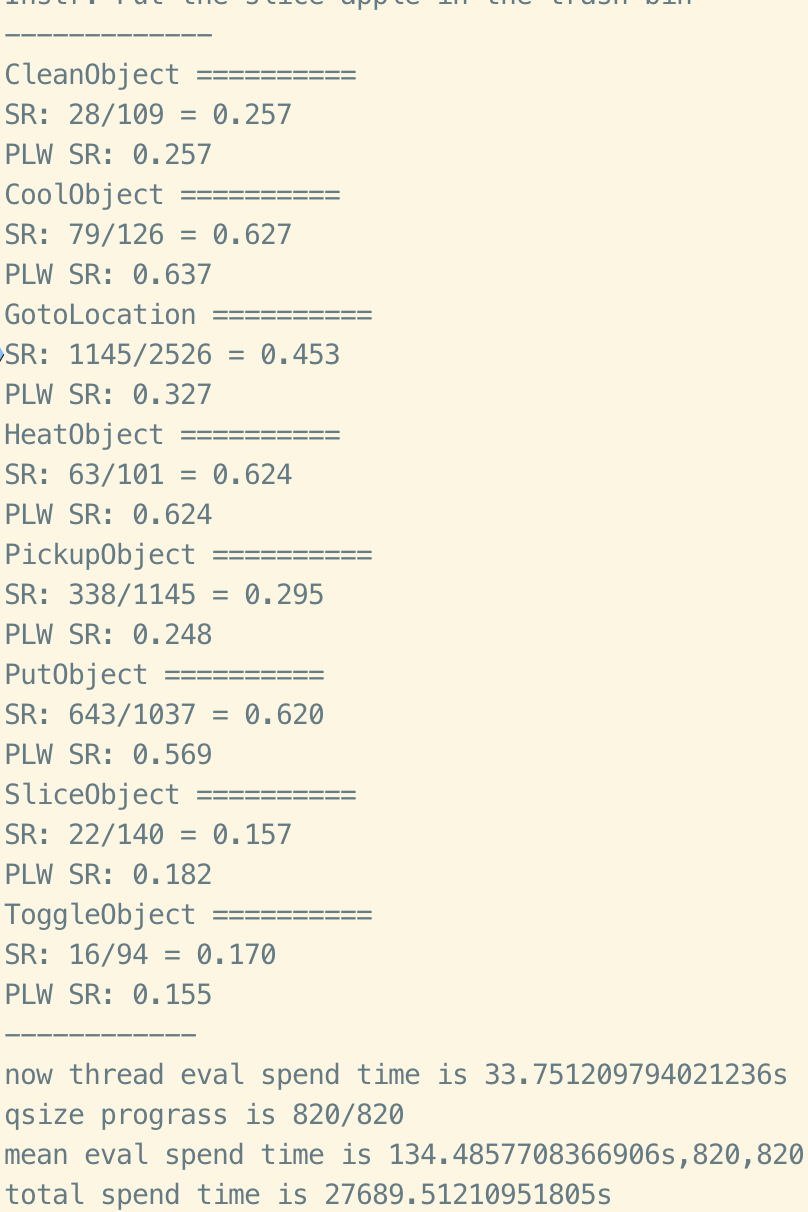 Instr: Put the slice apple in the trash bin
-------------
CleanObject ==========
SR: 28/109 = 0.257
PLW SR: 0.257
CoolObject ==========
SR: 79/126 = 0.627
PLW SR: 0.637
GotoLocation ==========
SR: 1145/2526 = 0.453
PLW SR: 0.327
HeatObject ==========
SR: 63/101 = 0.624
PLW SR: 0.624
PickupObject ==========
SR: 338/1145 = 0.295
PLW SR: 0.248
PutObject ==========
SR: 643/1037 = 0.620
PLW SR: 0.569
SliceObject ==========
SR: 22/140 = 0.157
PLW SR: 0.182
ToggleObject ==========
SR: 16/94 = 0.170
PLW SR: 0.155
------------
now thread eval spend time is 33.751209794021236s
qsize prograss is 820/820
mean eval spend time is 134.4857708366906s,820,820
total spend time is 27689.51210951805s